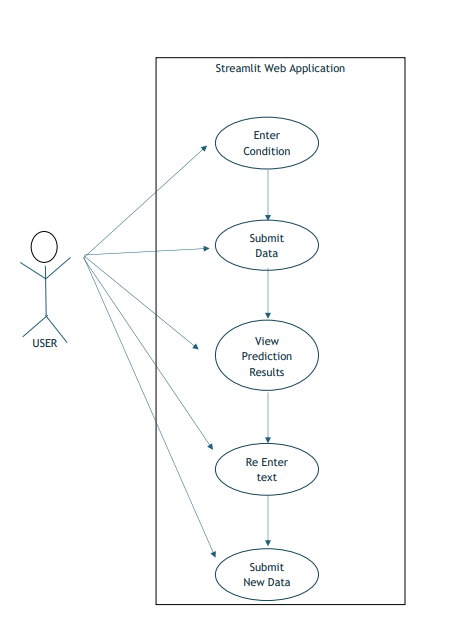 Streamlit Web Application
Enter
Condition
Submit
Data
View
Prediction
Results
USER
Re Enter
text
Submit
New Data